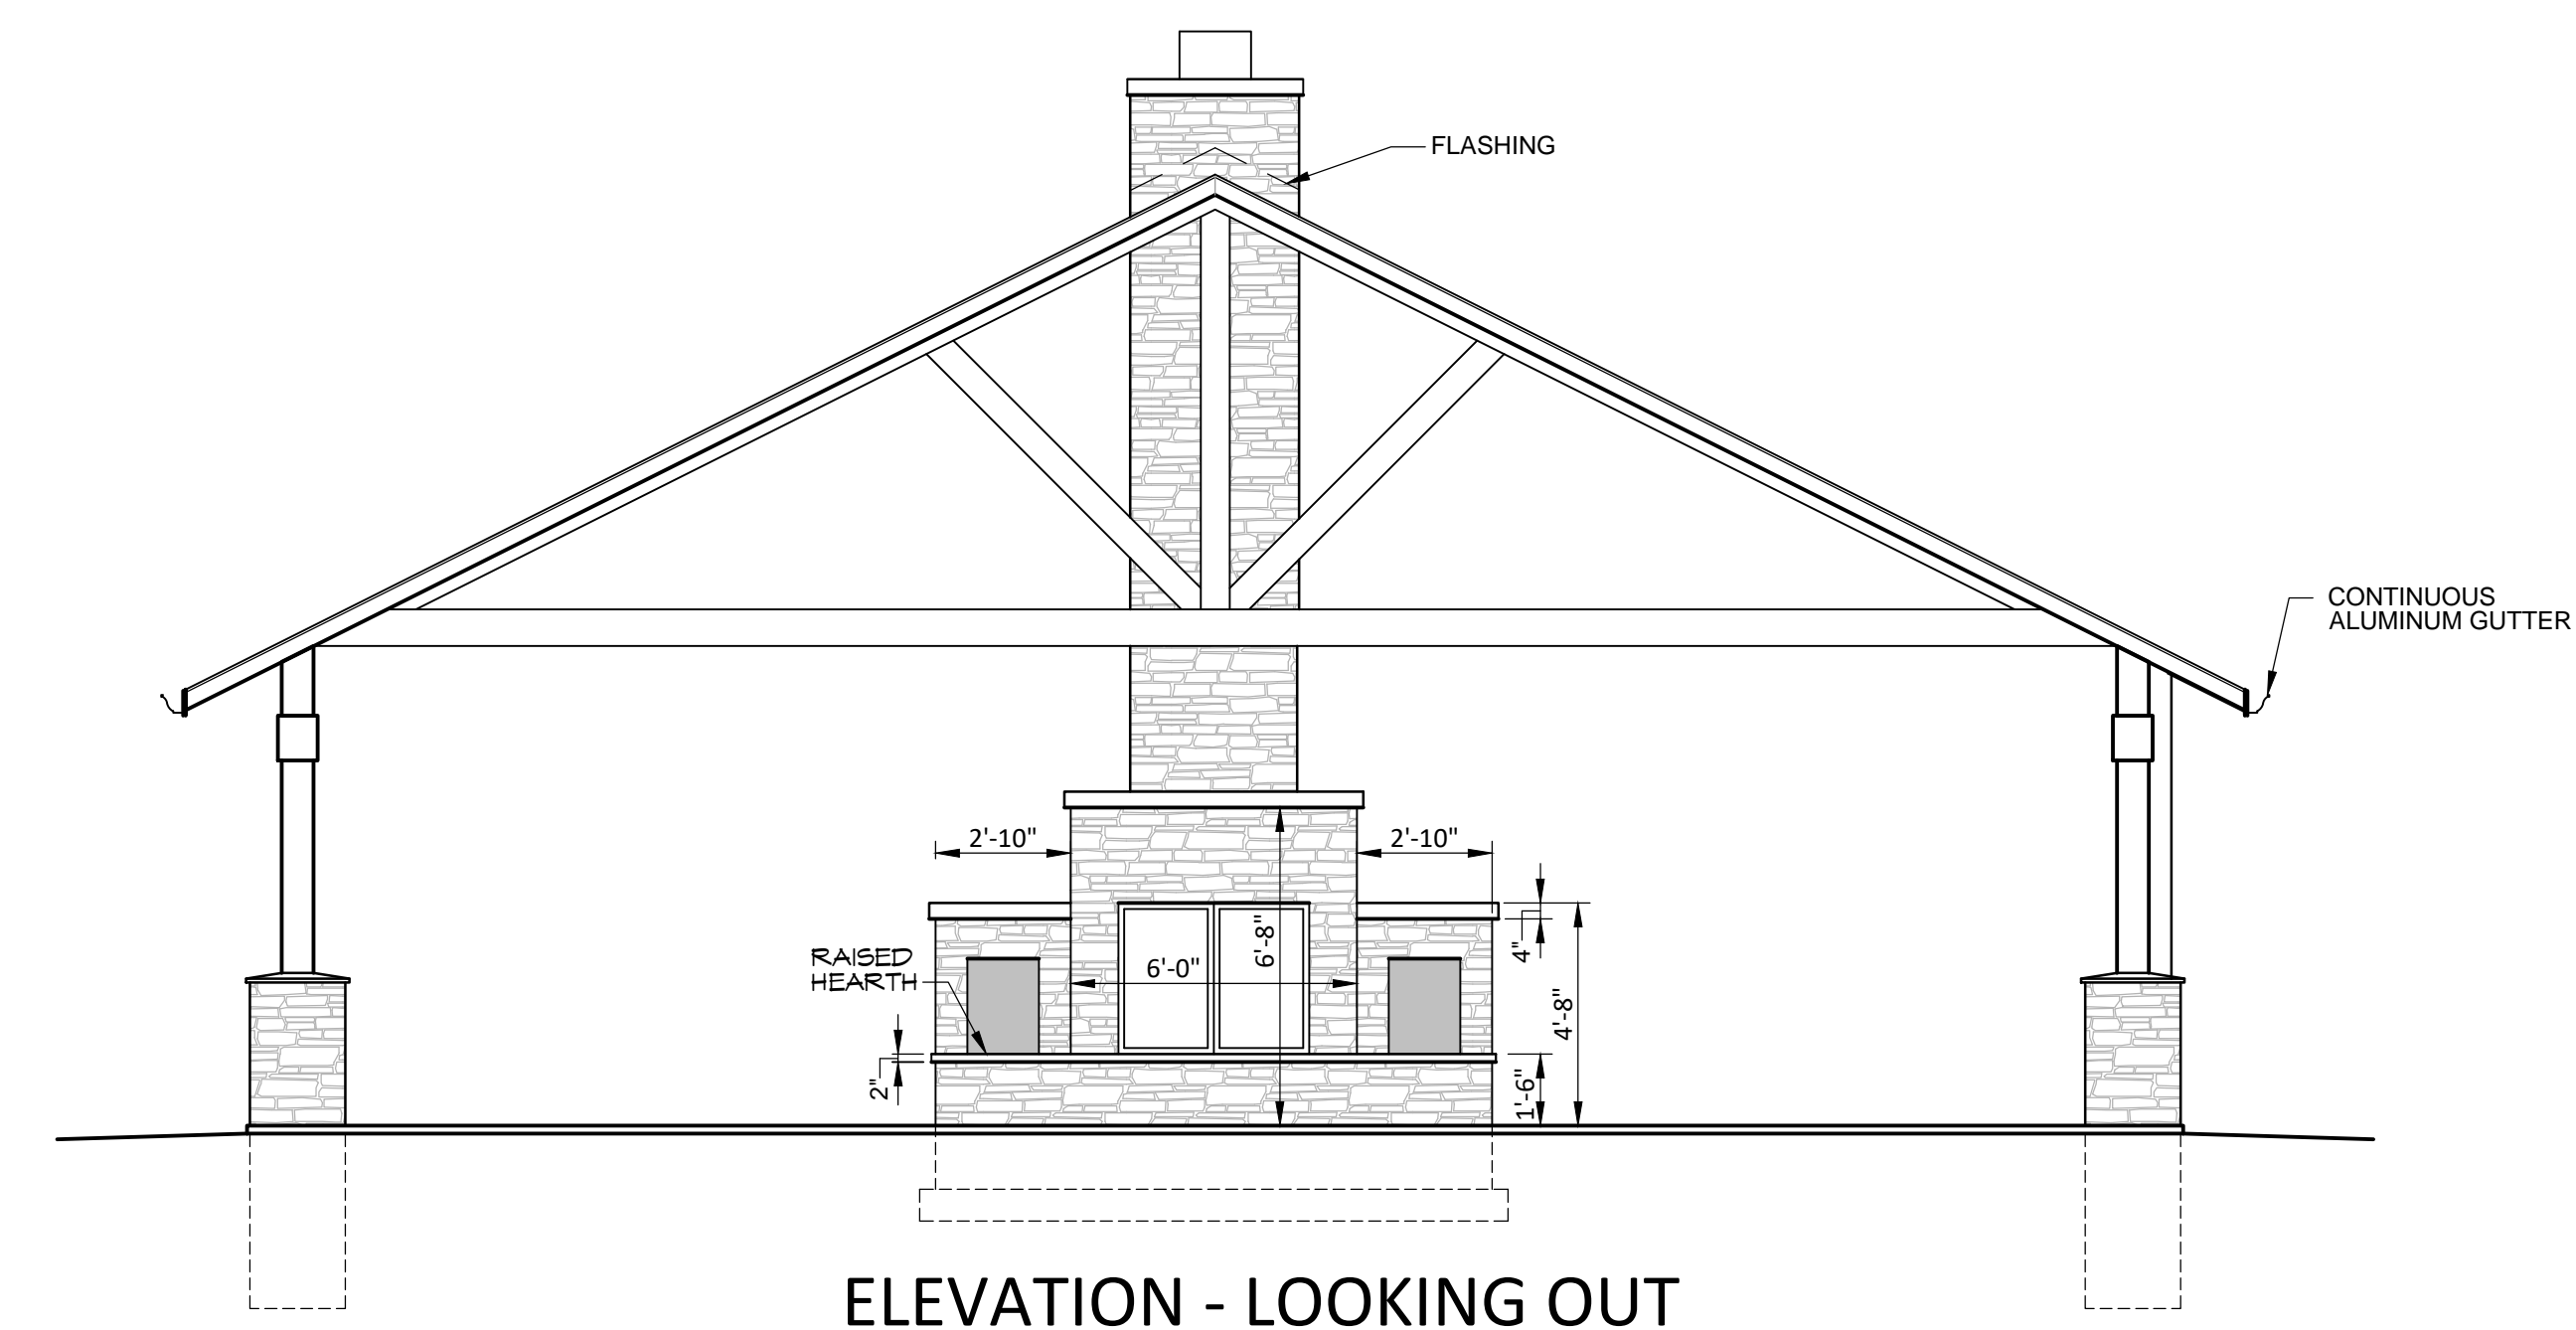 FLASHING
CONTINUOUS
ALUMINUM GUTTER
2'-10"
2'-10"
RAISED
HEARTH
6'-0"
6'-8"
4"
4'-8"
2"
1'-6"
ELEVATION - LOOKING OUT